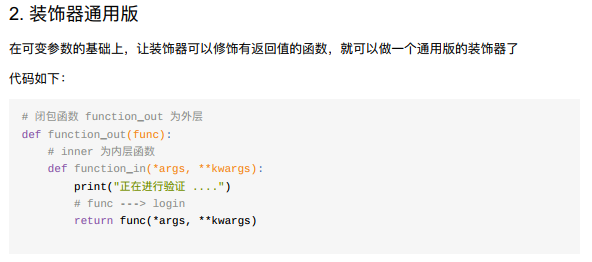 2. 装饰器通用版
在可变参数的基础上，让装饰器可以修饰有返回值的函数，就可以做一个通用版的装饰器了
代码如下：
# 闭包函数 function_out 为外层
def function_out(func):
    # inner 为内层函数
    def function_in(*args, **kwargs):
        print("正在进行验证 ....")
        # func ---> login
        return func(*args, **kwargs)